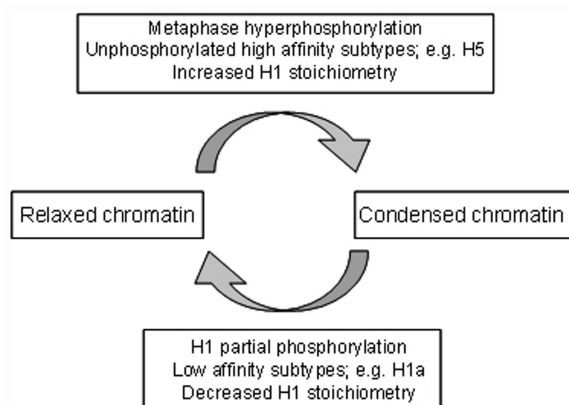 Metaphase hyperphosphorylation
Unphosphorylated high affinity subtypes; e.g. H5
Increased H1 stoichiometry
Relaxed chromatin
Condensed chromatin
H1 partial phosphorylation
Low affinity subtypes; e.g. H1a
Decreased H1 stoichiometry